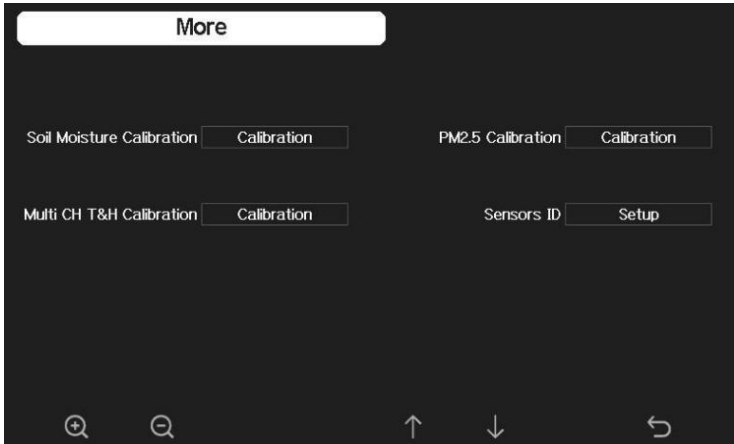 More
Soil Moisture Calibration Calibration PM2.5 Calibration Calibration
Multi CH T&H Calibration Calibration Sensors ID Setup